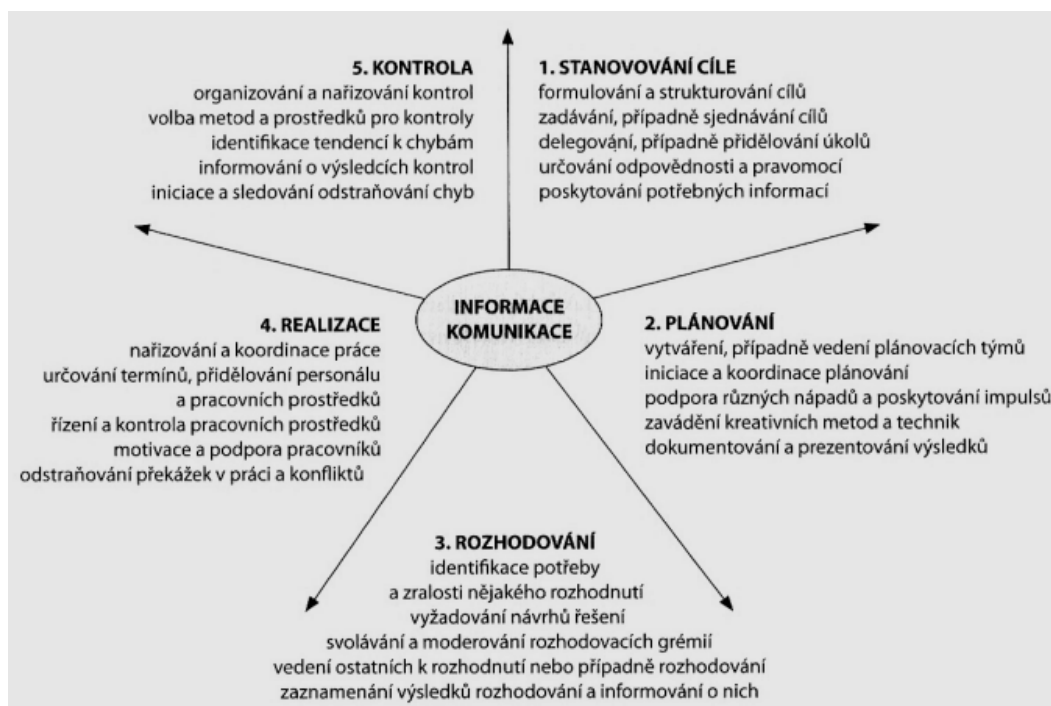 5. KONTROLA
organizování a nařizování kontrol
volba metod a prostředků pro kontroly
identifikace tendencí k chybám
informování o výsledcích kontrol
iniciace a sledování odstraňování chyb
1. STANOVOVÁNÍ CÍLE
formulování a strukturování cílů
zadávání, případně sjednávání cílů
delegování, případně přidělování úkolů
určování odpovědnosti a pravomocí
poskytování potřebných informací
INFORMACE
KOMUNIKACE
4. REALIZACE
nařizování a koordinace práce
určování termínů, přidělování personálu
a pracovních prostředků
řízení a kontrola pracovních prostředků
motivace a podpora pracovníků
odstraňování překážek v práci a konfliktů
2. PLÁNOVÁNÍ
vytváření, případně vedení plánovacích týmů
iniciace a koordinace plánování
podpora různých nápadů a poskytování impulsů
zavádění kreativních metod a technik
dokumentování a prezentování výsledků
3. ROZHODOVÁNÍ
identifikace potřeby
a zralosti nějakého rozhodnutí
vyžadování návrhů řešení
svolávání a moderování rozhodovacích grémií
vedení ostatních k rozhodnutí nebo případně rozhodování
zaznamenání výsledků rozhodování a informování o nich